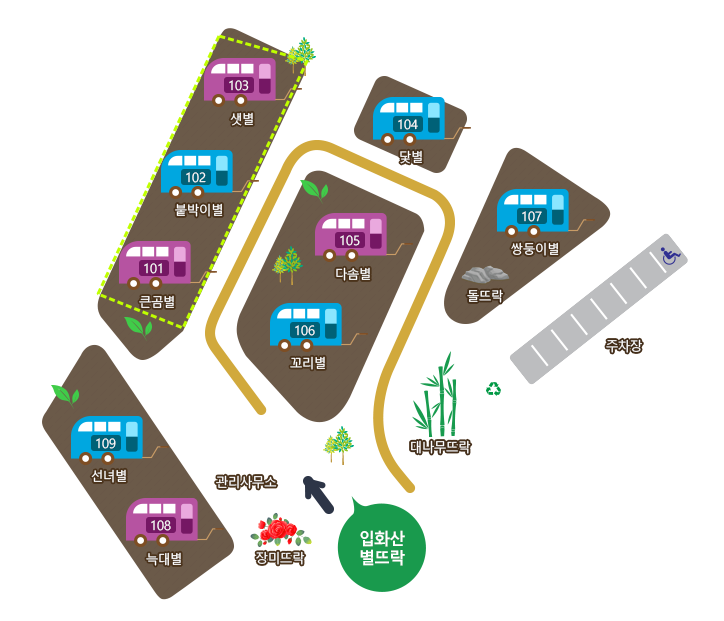 103
샛별
104
닻별
102
붙박이별
107
쌍둥이별
105
다솜별
101
큰곰별
돌뜨락
106
꼬리별
주차장
대나무뜨락
109
선녀별
관리사무소
108
늑대별
장미뜨락
입화산
별뜨락